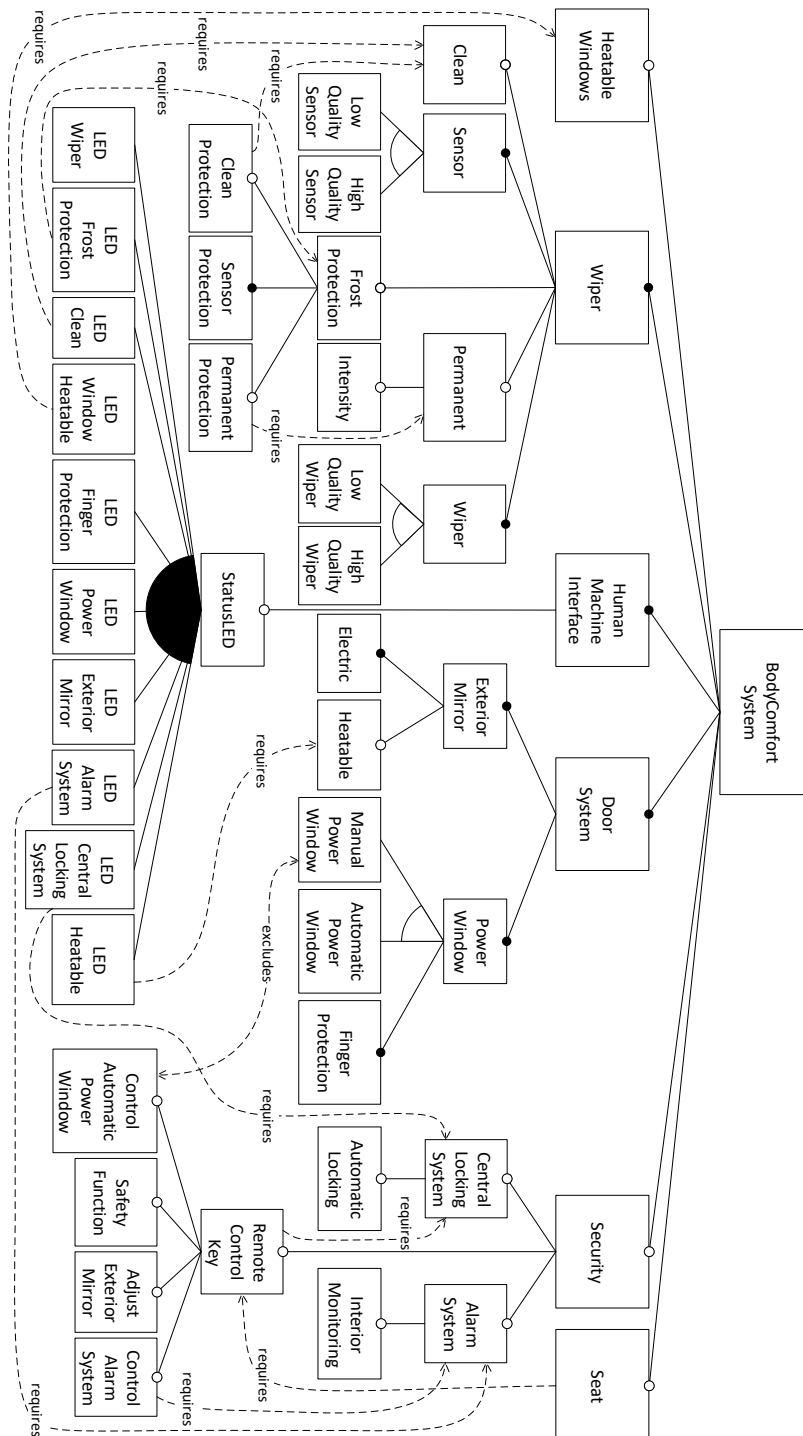 BodyComfort
System
Heatable
Windows
Wiper
Human
Machine
Interface
Door
System
Security
Seat
Clean
Sensor
Permanent
Wiper
Exterior
Mirror
Power
Window
Central
Locking
System
Alarm
System
Low
Quality
Sensor
High
Quality
Sensor
Frost
Protection
Intensity
Low
Quality
Wiper
High
Quality
Wiper
Electric
Heatable
Manual
Power
Window
Automatic
Power
Window
Finger
Protection
Automatic
Locking
Interior
Monitoring
Clean
Protection
Sensor
Protection
Permanent
Protection
StatusLED
Remote
Control
Key
LED
Wiper
LED
Frost
Protection
LED
Clean
LED
Window
Heatable
LED
Finger
Protection
LED
Power
Window
LED
Exterior
Mirror
LED
Alarm
System
LED
Central
Locking
System
LED
Heatable
Control
Automatic
Power
Window
Safety
Function
Adjust
Exterior
Mirror
Control
Alarm
System
requires
requires
requires
requires
requires
requires
excludes
requires
requires
requires
requires
requires